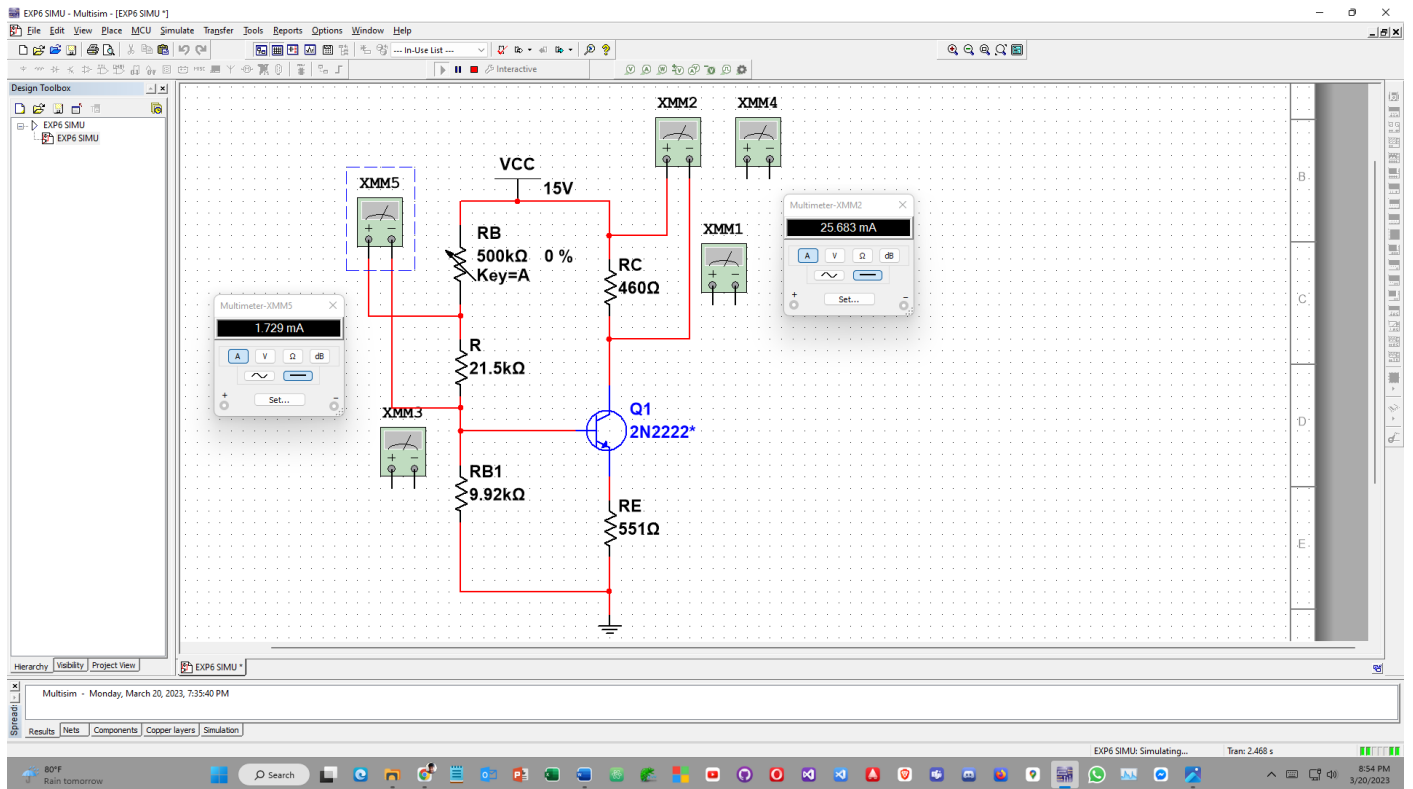 EXP6 SIMU - Multisim - [EXP6 SIMU *]
File Edit View Place MCU Simulate Transfer Tools Reports Options Window Help
--- In-Use List ---
Interactive
Design Toolbox
EXP6 SIMU
EXP6 SIMU
XMM2 XMM4
VCC
15V
XMM5
RB
500kΩ 0 %
Key=A
XMM1
Multimeter-XMM2
25.683 mA
A V Ω dB
Set...
+ -
RC
460Ω
Multimeter-XMM5
1.729 mA
A V Ω dB
Set...
+ -
R
21.5kΩ
XMM3
Q1
2N2222*
RB1
9.92kΩ
RE
551Ω
B
C
D
E
Hierarchy Visibility Project View
EXP6 SIMU *
Multisim - Monday, March 20, 2023, 7:35:40 PM
Results Nets Components Copper layers Simulation
EXP6 SIMU: Simulating... Tran: 2.468 s
80°F
Rain tomorrow
Search
8:54 PM
3/20/2023